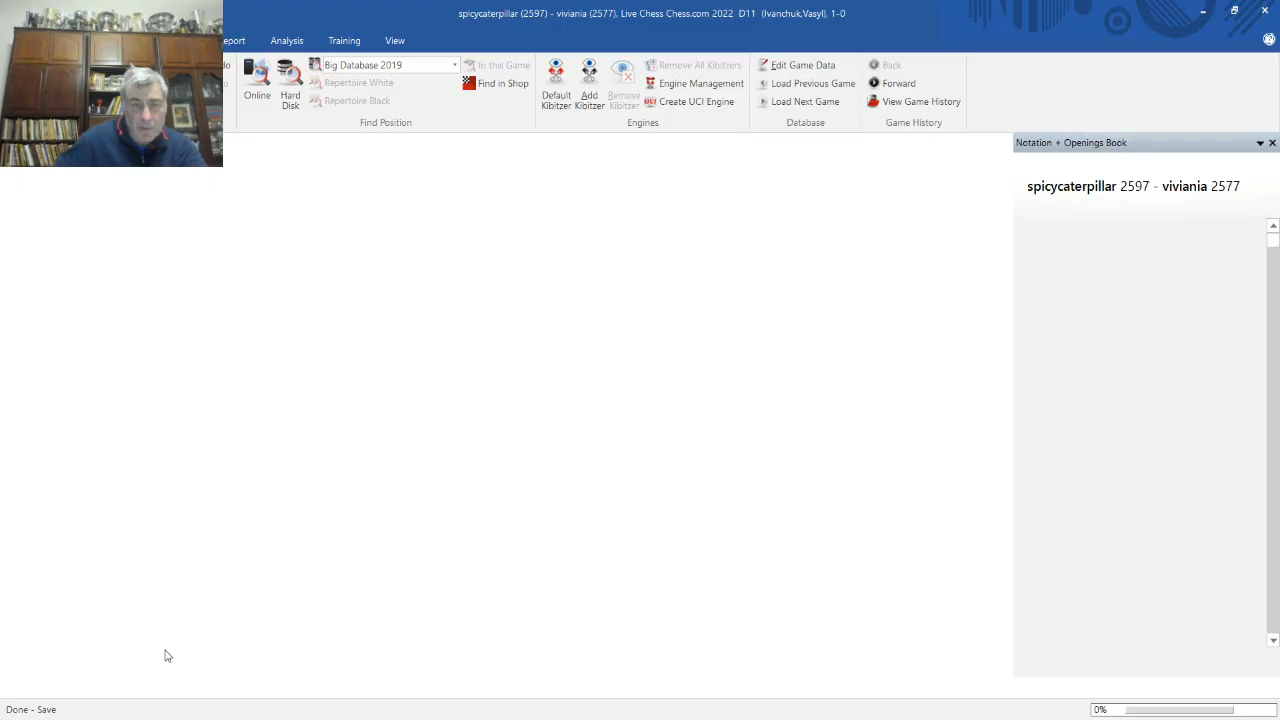 spicycaterpillar (2597) - viviania (2577), Live Chess Chess.com 2022 D11 (Ivanchuk,Vasyl), 1-0
eport Analysis Training View
Online
Hard Disk
Big Database 2019
Repertoire White
Repertoire Black
In this Game
Find in Shop
Find Position
Default Kibitzer
Add Kibitzer
Remove Kibitzer
Remove All Kibitzers
Engine Management
UCI Create UCI Engine
Engines
Edit Game Data
Load Previous Game
Load Next Game
Database
Back
Forward
View Game History
Game History
Notation + Openings Book
spicycaterpillar 2597 - viviania 2577
Done - Save
0%